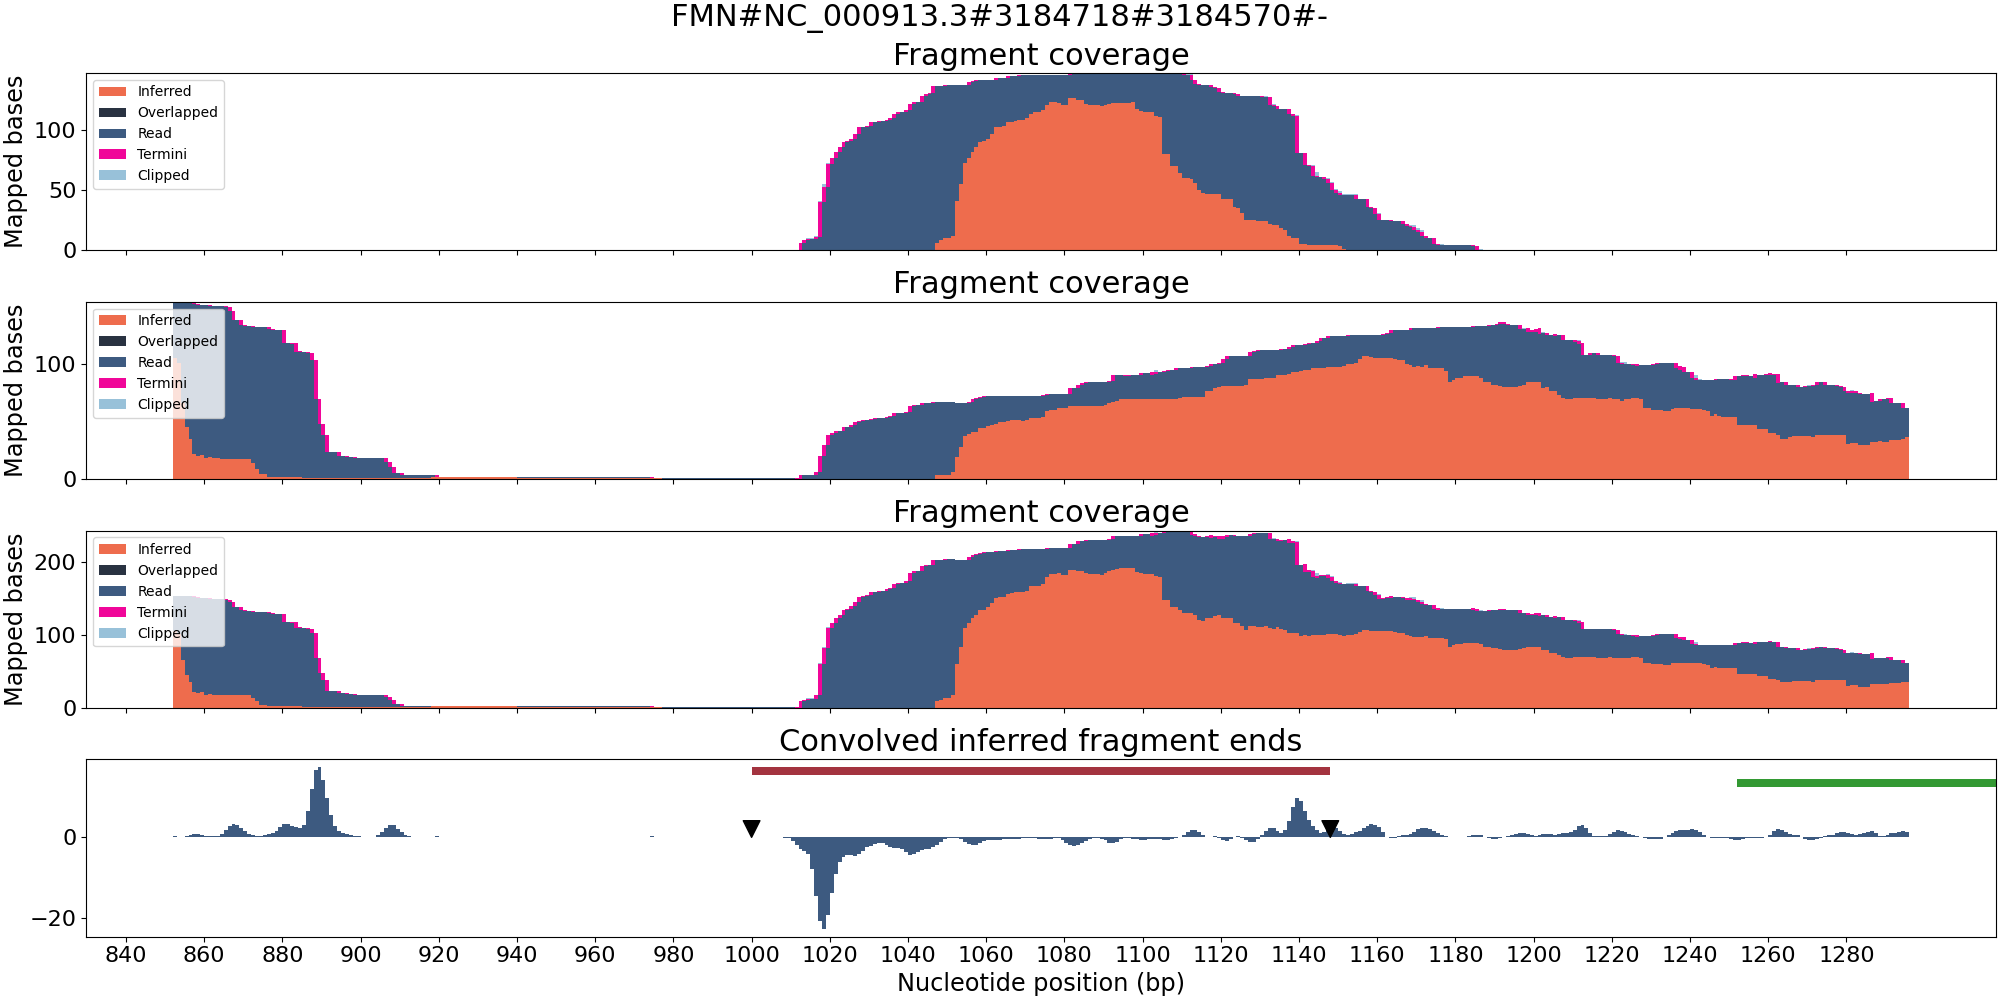 FMN#NC_000913.3#3184718#3184570#-
Fragment coverage
Mapped bases
100
50
0
Inferred
Overlapped
Read
Termini
Clipped
Fragment coverage
Mapped bases
100
0
Inferred
Overlapped
Read
Termini
Clipped
Fragment coverage
Mapped bases
200
100
0
Inferred
Overlapped
Read
Termini
Clipped
Convolved inferred fragment ends
0
−20
840 860 880 900 920 940 960 980 1000 1020 1040 1060 1080 1100 1120 1140 1160 1180 1200 1220 1240 1260 1280
Nucleotide position (bp)